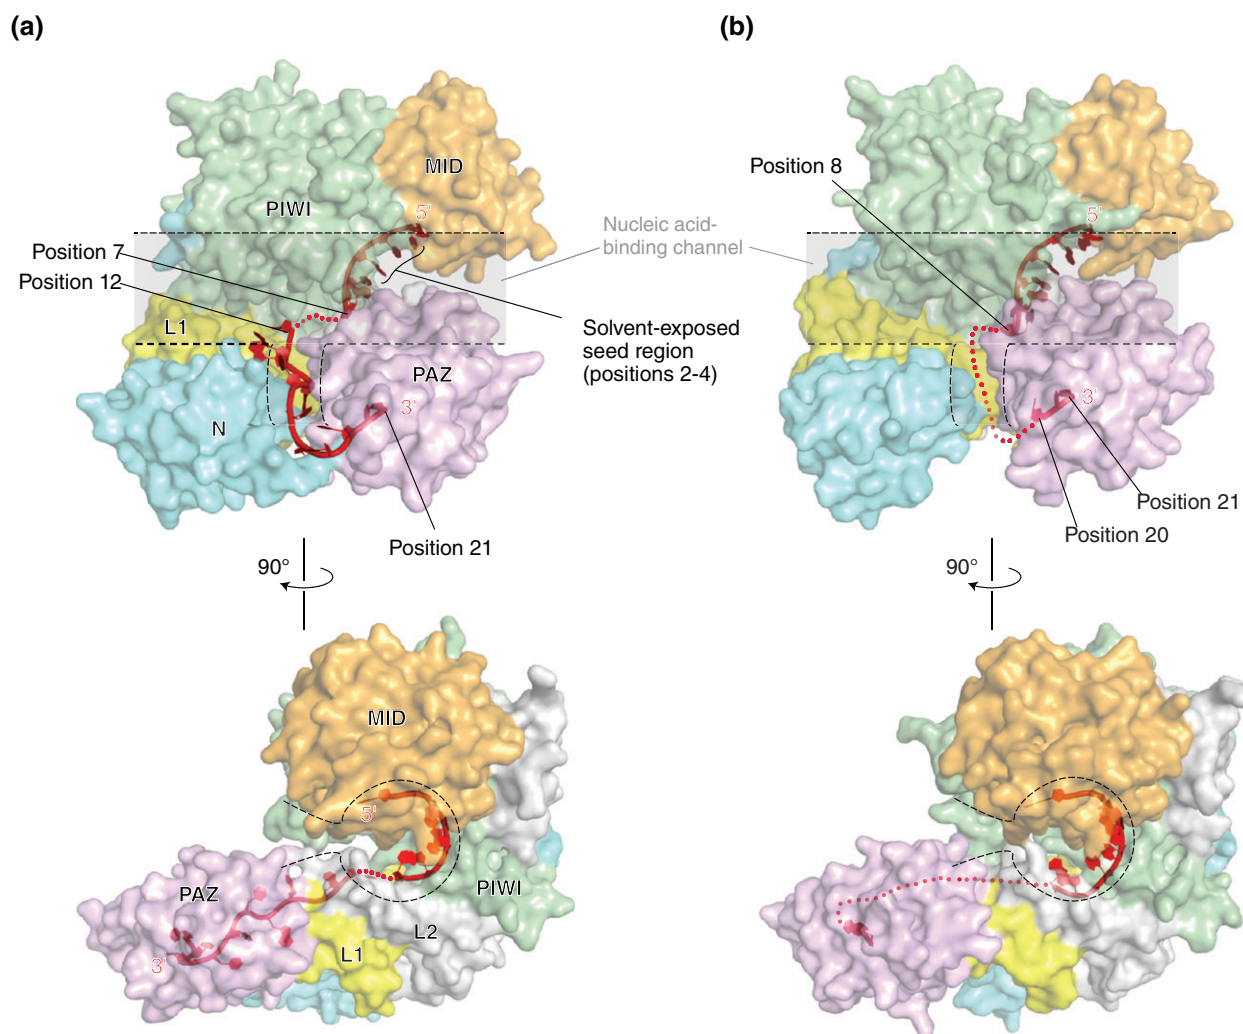 (a)
(b)
MID
PIWI
5'
Position 7
Position 12
L1
N
PAZ
3'
Position 21
Nucleic acid-
binding channel
Solvent-exposed
seed region
(positions 2-4)
Position 8
5'
3'
Position 21
Position 20
90°
90°
MID
5'
PAZ
PIWI
L2
L1
3'